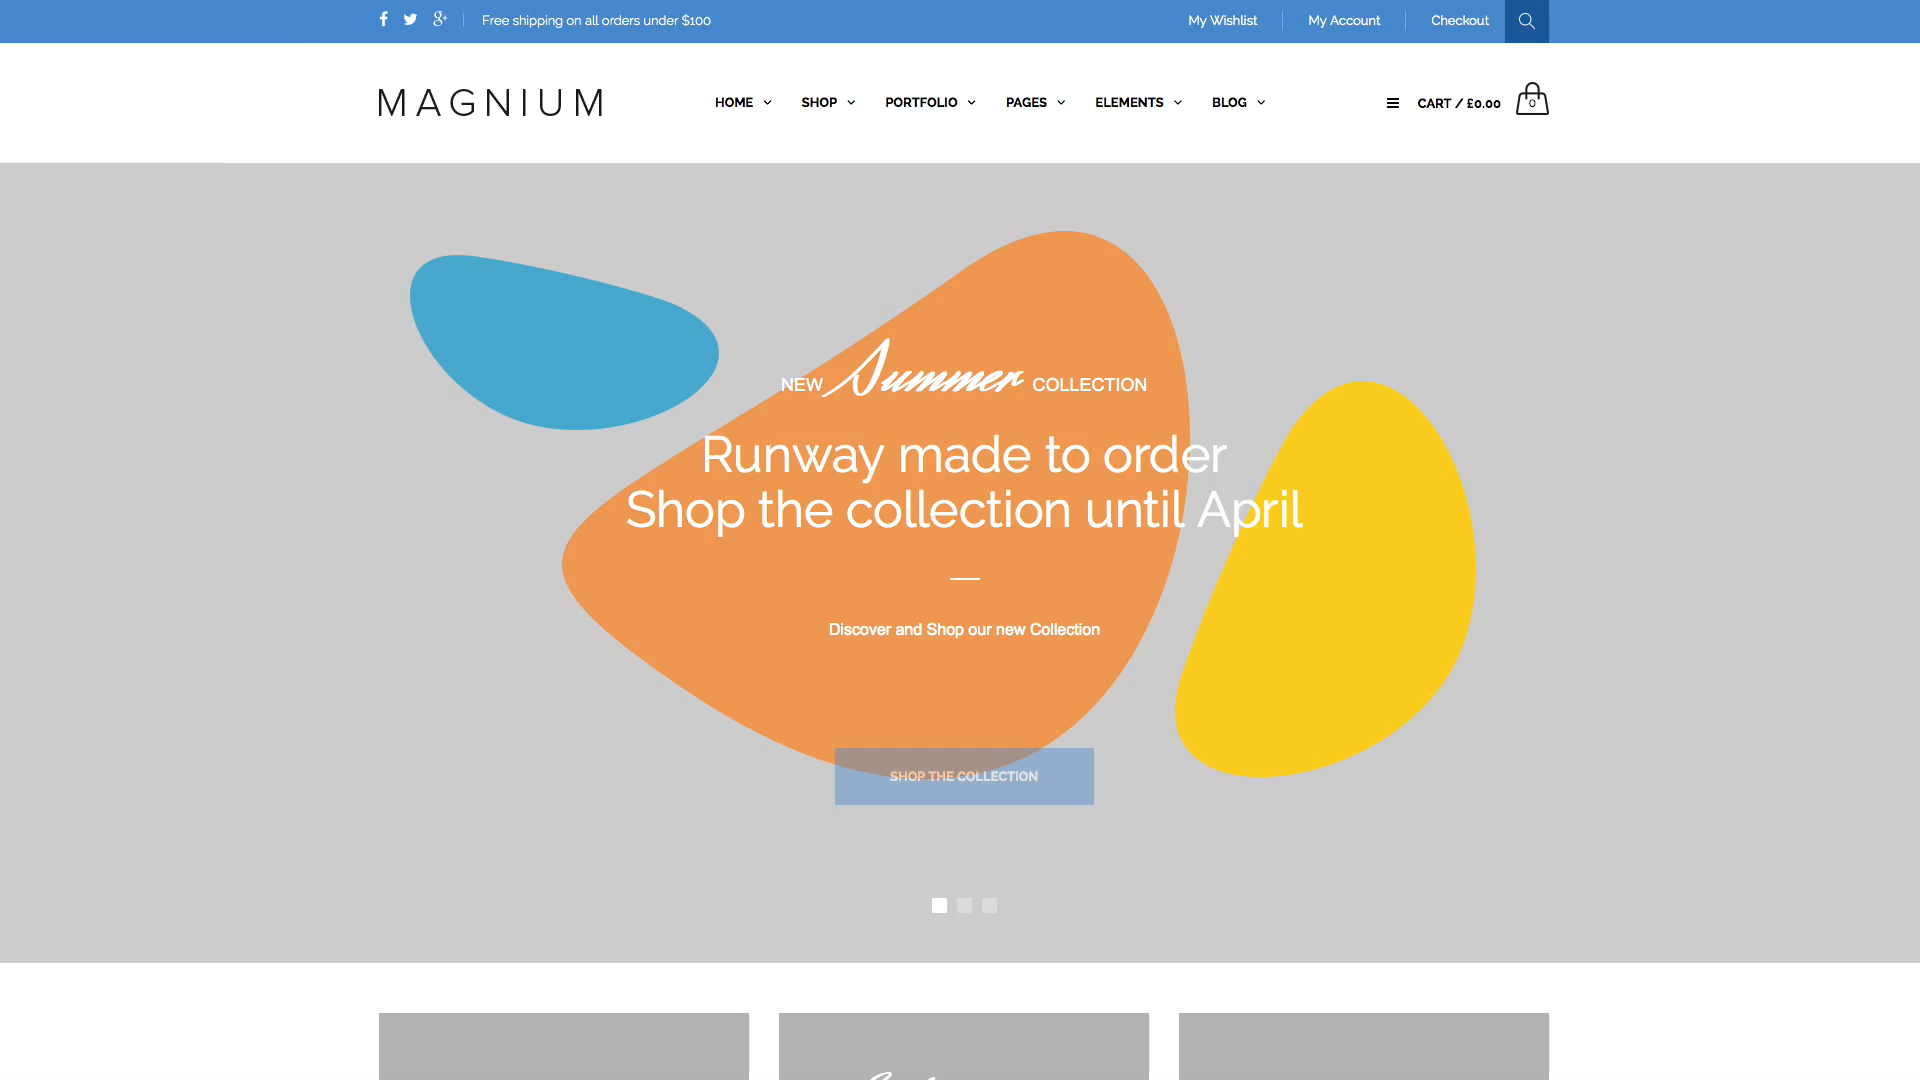 Free shipping on all orders under $100
My Wishlist
My Account
Checkout
MAGNIUM
HOME
SHOP
PORTFOLIO
PAGES
ELEMENTS
BLOG
CART / £0.00
0
NEW Summer COLLECTION
Runway made to order
Shop the collection until April
Discover and Shop our new Collection
SHOP THE COLLECTION